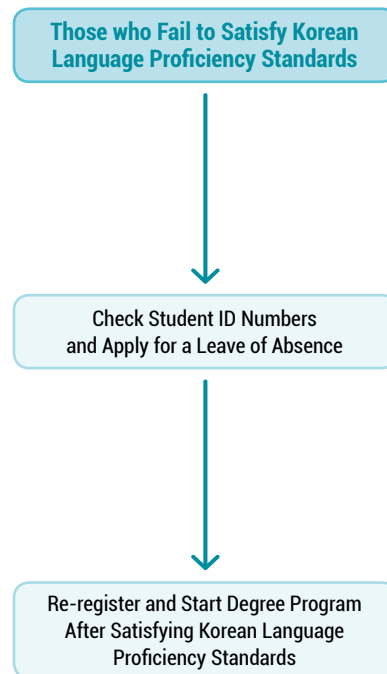 Those who Fail to Satisfy Korean
Language Proficiency Standards
Check Student ID Numbers
and Apply for a Leave of Absence
Re-register and Start Degree Program
After Satisfying Korean Language
Proficiency Standards